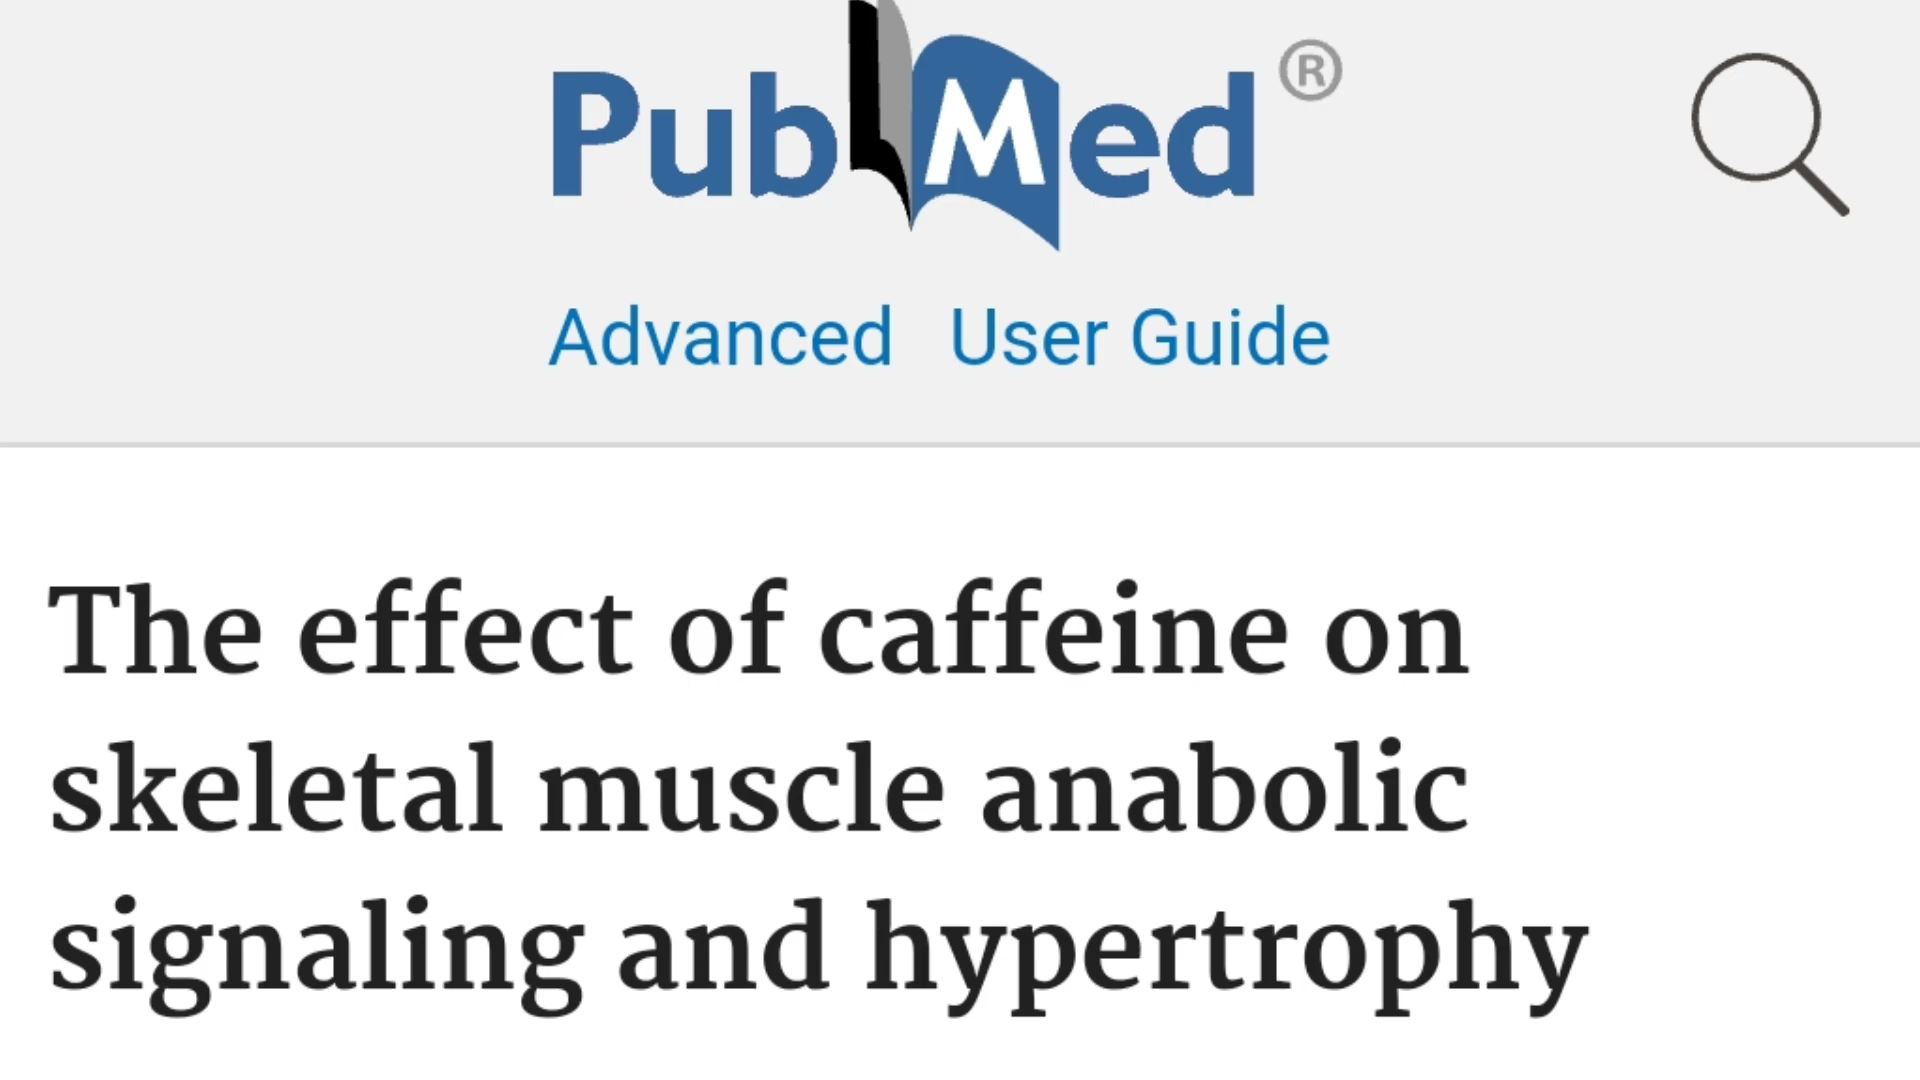 PubMed®
Advanced User Guide
The effect of caffeine on
skeletal muscle anabolic
signaling and hypertrophy